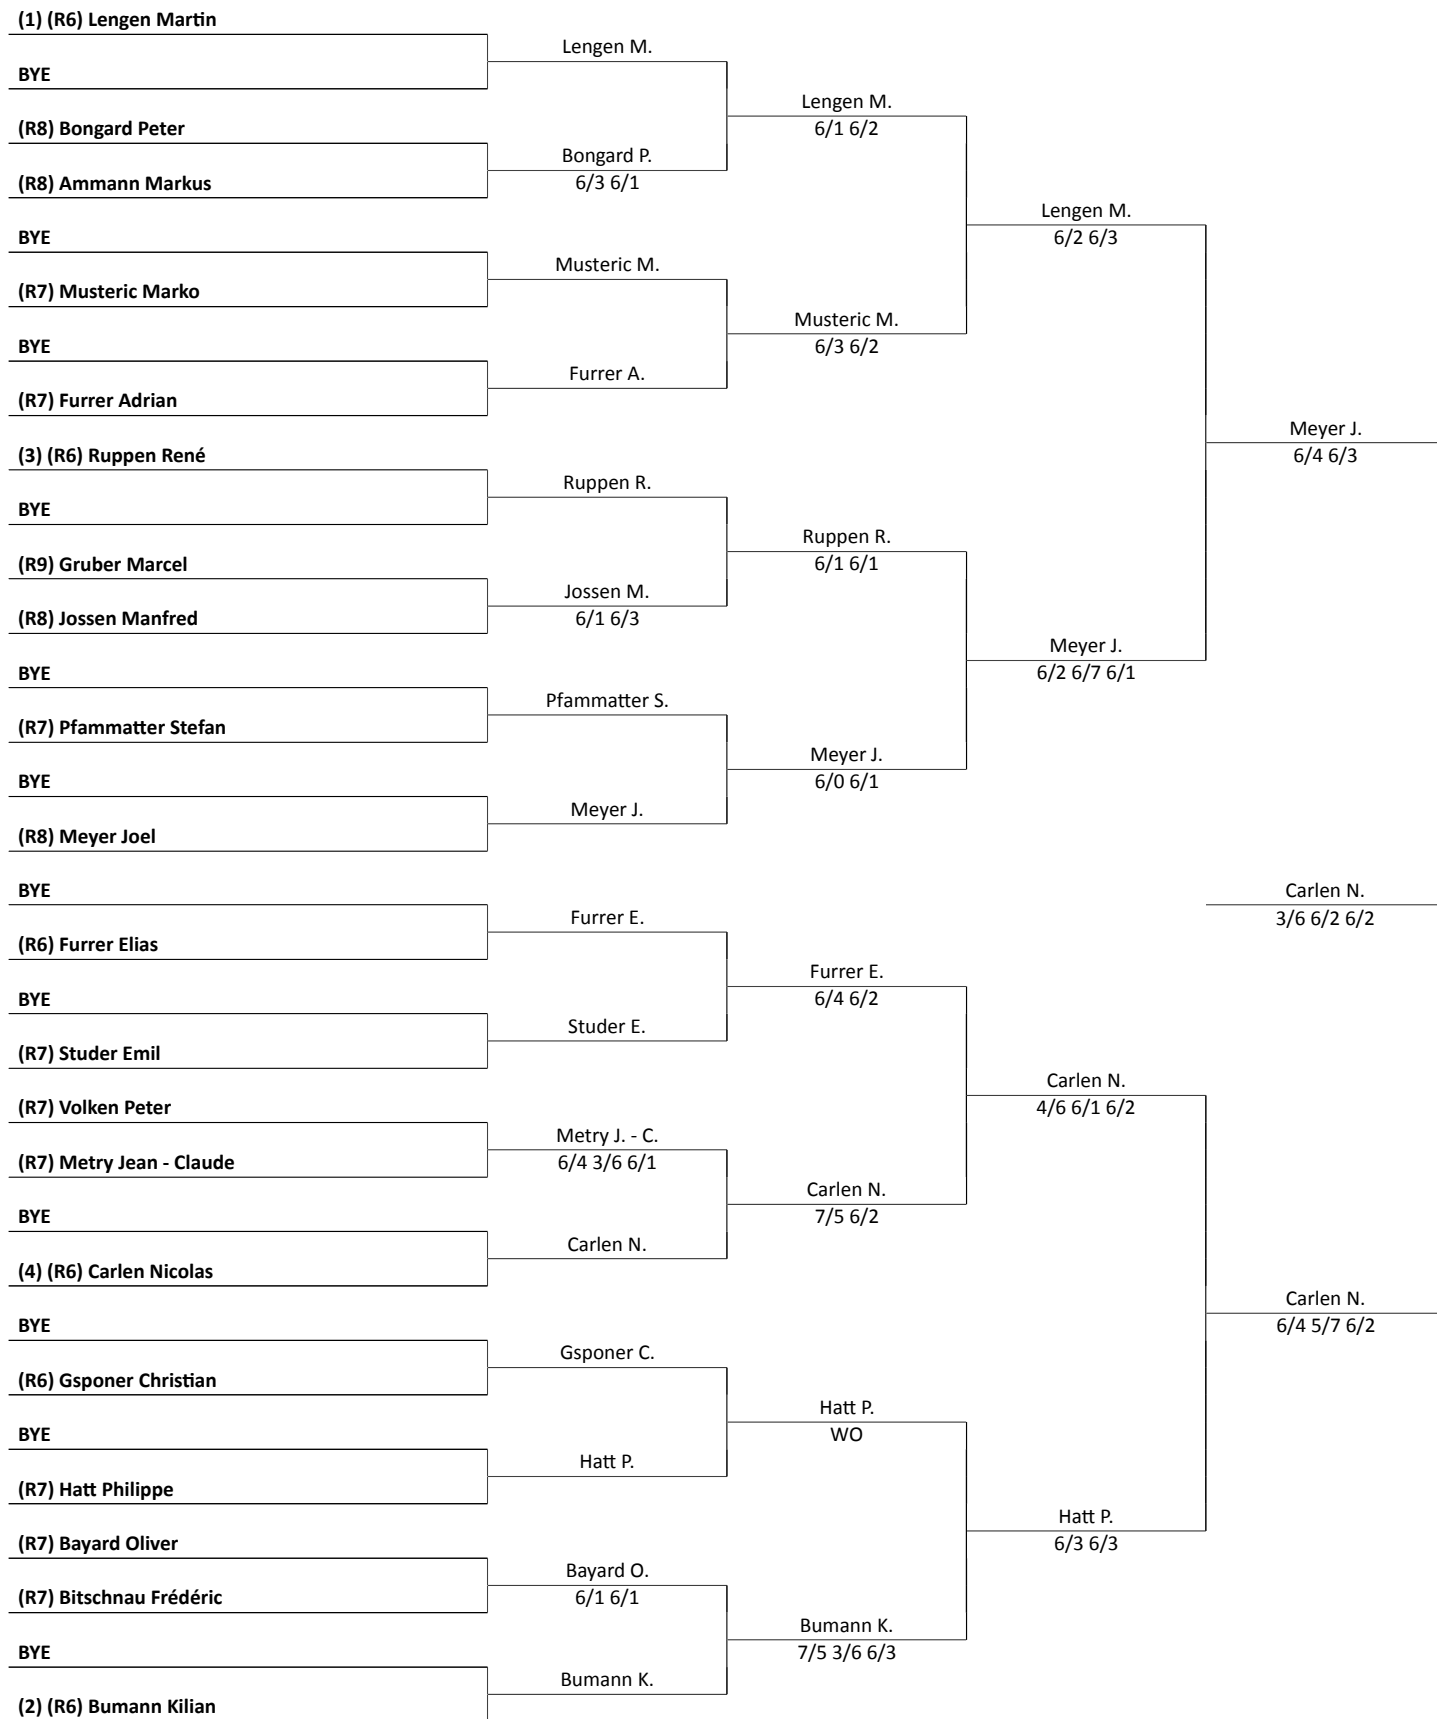 (1) (R6) Lengen Martin
Lengen M.
BYE
Lengen M.
6/1 6/2
(R8) Bongard Peter
Bongard P.
6/3 6/1
(R8) Ammann Markus
Lengen M.
6/2 6/3
BYE
Musteric M.
(R7) Musteric Marko
Musteric M.
6/3 6/2
BYE
Furrer A.
(R7) Furrer Adrian
Meyer J.
6/4 6/3
(3) (R6) Ruppen René
Ruppen R.
BYE
Ruppen R.
6/1 6/1
(R9) Gruber Marcel
Jossen M.
6/1 6/3
(R8) Jossen Manfred
Meyer J.
6/2 6/7 6/1
BYE
Pfammatter S.
(R7) Pfammatter Stefan
Meyer J.
6/0 6/1
BYE
Meyer J.
(R8) Meyer Joel
BYE
Carlen N.
3/6 6/2 6/2
Furrer E.
(R6) Furrer Elias
Furrer E.
6/4 6/2
BYE
Studer E.
(R7) Studer Emil
Carlen N.
4/6 6/1 6/2
(R7) Volken Peter
Metry J. - C.
6/4 3/6 6/1
(R7) Metry Jean - Claude
Carlen N.
7/5 6/2
BYE
Carlen N.
(4) (R6) Carlen Nicolas
Carlen N.
6/4 5/7 6/2
BYE
Gsponer C.
(R6) Gsponer Christian
Hatt P.
WO
BYE
Hatt P.
(R7) Hatt Philippe
Hatt P.
6/3 6/3
(R7) Bayard Oliver
Bayard O.
6/1 6/1
(R7) Bitschnau Frédéric
Bumann K.
7/5 3/6 6/3
BYE
Bumann K.
(2) (R6) Bumann Kilian